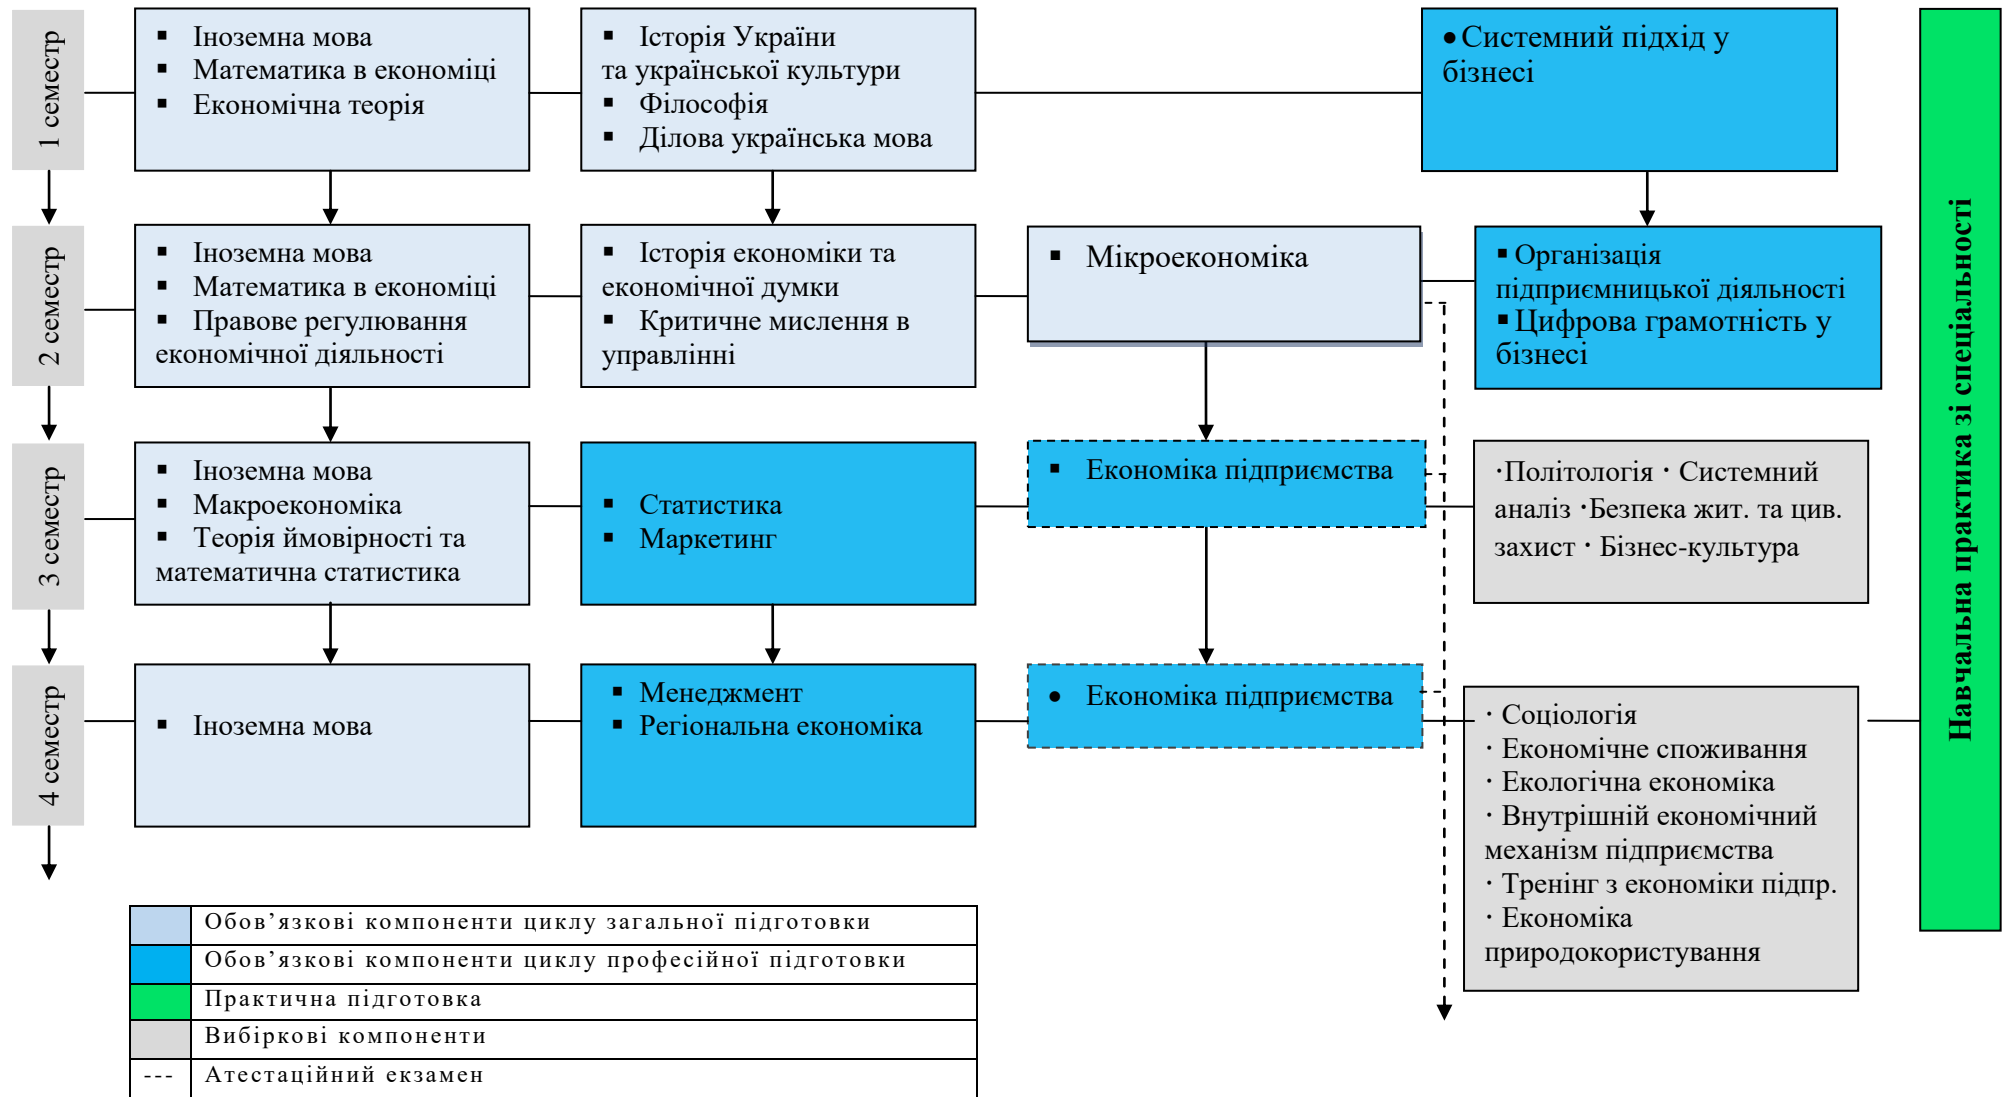 1 семестр
▪ Іноземна мова
▪ Математика в економіці
▪ Економічна теорія
▪ Історія України
та української культури
▪ Філософія
▪ Ділова українська мова
•Системний підхід у
бізнесі
2 семестр
▪ Іноземна мова
▪ Математика в економіці
▪ Правове регулювання
економічної діяльності
▪ Історія економіки та
економічної думки
▪ Критичне мислення в
управлінні
▪ Мікроекономіка
▪ Організація
підприємницької діяльності
▪ Цифрова грамотність у
бізнесі
3 семестр
▪ Іноземна мова
▪ Макроекономіка
▪ Теорія ймовірності та
математична статистика
▪ Статистика
▪ Маркетинг
▪ Економіка підприємства
·Політологія · Системний
аналіз ·Безпека жит. та цив.
захист · Бізнес-культура
4 семестр
▪ Іноземна мова
▪ Менеджмент
▪ Регіональна економіка
• Економіка підприємства
· Соціологія
· Економічне споживання
· Екологічна економіка
· Внутрішній економічний
механізм підприємства
· Тренінг з економіки підпр.
· Економіка
природокористування
Навчальна практика зі спеціальності
Обов’язкові компоненти циклу загальної підготовки
Обов’язкові компоненти циклу професійної підготовки
Практична підготовка
Вибіркові компоненти
--- Атестаційний екзамен